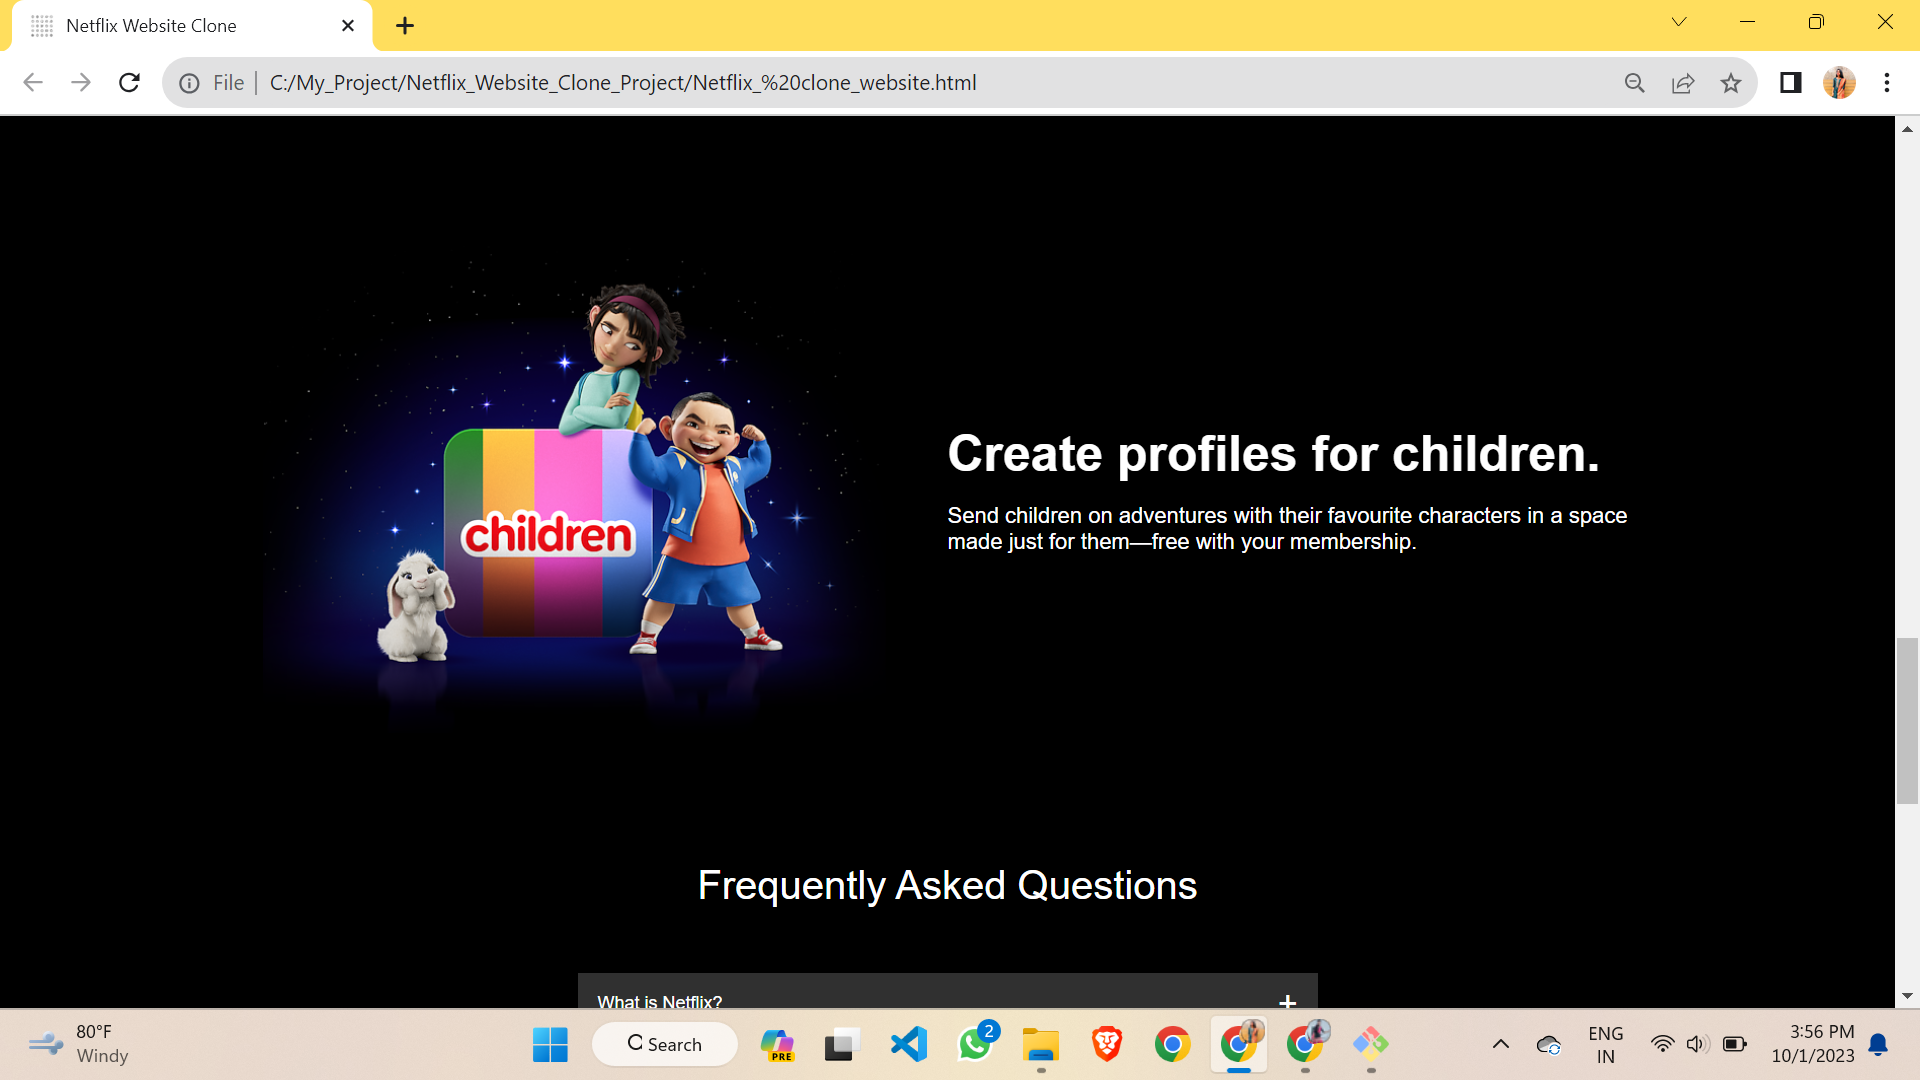 Netflix Website Clone
File
C:/My_Project/Netflix_Website_Clone_Project/Netflix_%20clone_website.html
children
Create profiles for children.
Send children on adventures with their favourite characters in a space
made just for them—free with your membership.
Frequently Asked Questions
What is Netflix?
+
80°F
Windy
Search
PRE
2
ENG
IN
3:56 PM
10/1/2023